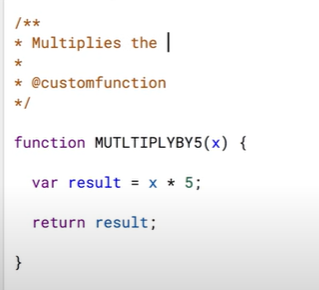 /**
* Multiplies the
*
* @customfunction
*/
function MUTLTIPLYBY5(x) {
var result = x * 5;
return result;
}